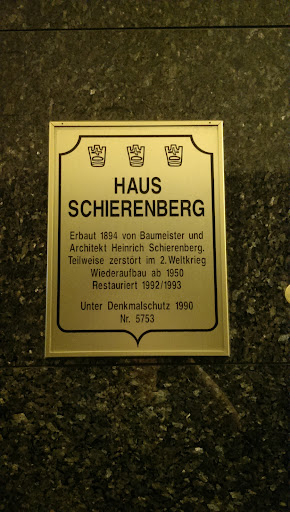 HAUS
SCHIERENBERG
Erbaut 1894 von Baumeister und
Architekt Heinrich Schierenberg.
Teilweise zerstört im 2. Weltkrieg
Wiederaufbau ab 1950
Restauriert 1992/1993
Unter Denkmalschutz 1990
Nr. 5753